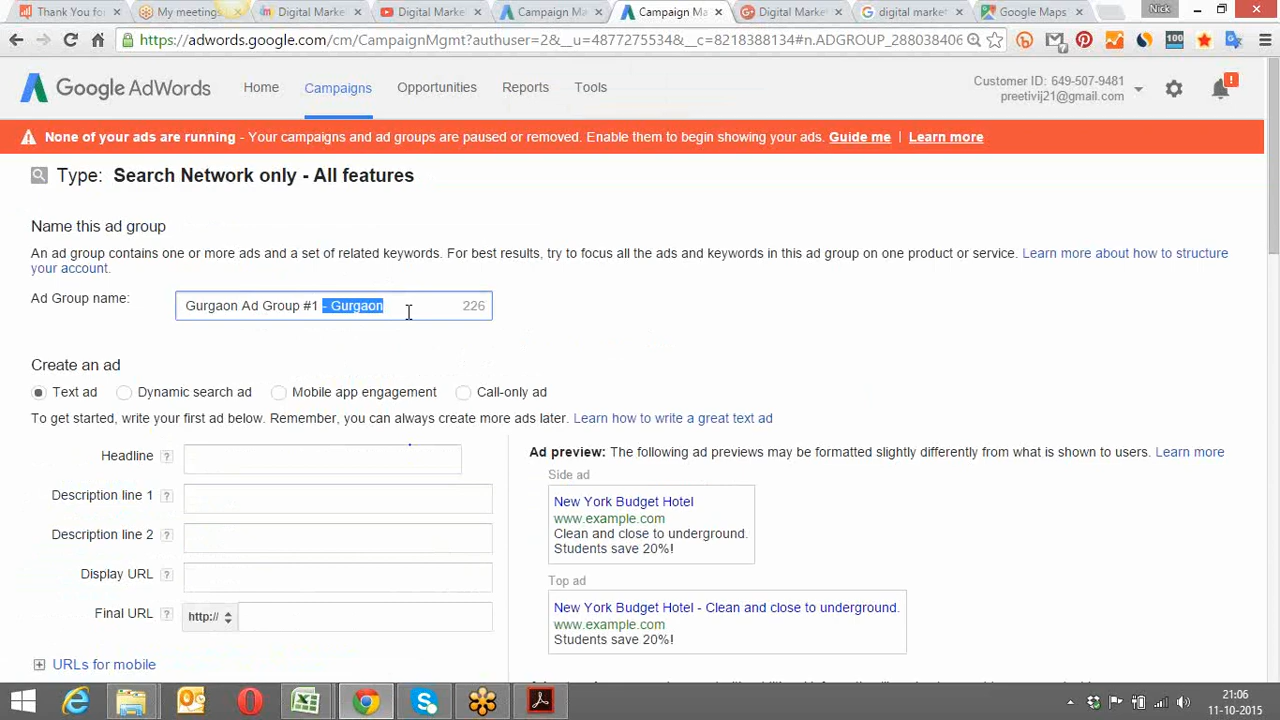 Thank You for
My meetings
Digital Marke
Digital Marke
Campaign Ma
Campaign Ma
Digital Marke
digital market
Google Maps
Nick
https://adwords.google.com/cm/CampaignMgmt?authuser=2&__u=4877275534&__c=8218388134#n.ADGROUP_288038406
Google AdWords
Home
Campaigns
Opportunities
Reports
Tools
Customer ID: 649-507-9481
preetivij21@gmail.com
None of your ads are running - Your campaigns and ad groups are paused or removed. Enable them to begin showing your ads. Guide me | Learn more
Type: Search Network only - All features
Name this ad group
An ad group contains one or more ads and a set of related keywords. For best results, try to focus all the ads and keywords in this ad group on one product or service. Learn more about how to structure
your account.
Ad Group name:
Gurgaon Ad Group #1 - Gurgaon
226
Create an ad
Text ad
Dynamic search ad
Mobile app engagement
Call-only ad
To get started, write your first ad below. Remember, you can always create more ads later. Learn how to write a great text ad
Headline ?
Description line 1 ?
Description line 2 ?
Display URL ?
Final URL ?
http://
URLs for mobile
Ad preview: The following ad previews may be formatted slightly differently from what is shown to users. Learn more
Side ad
New York Budget Hotel
www.example.com
Clean and close to underground.
Students save 20%!
Top ad
New York Budget Hotel - Clean and close to underground.
www.example.com
Students save 20%!
21:06
11-10-2015